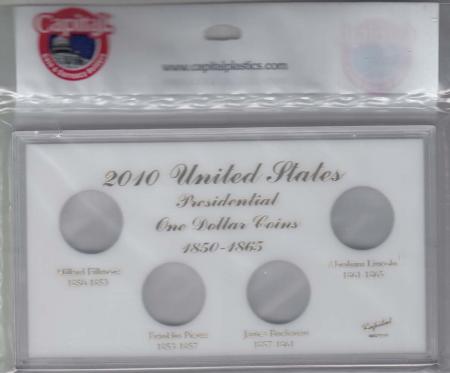 Capital's
www.capitalplastics.com
2010 United States
Presidential
One Dollar Coins
1850-1865
Millard Fillmore
1850-1853
Abraham Lincoln
1861-1865
Franklin Pierce
1853-1857
James Buchanan
1857-1861
Capital